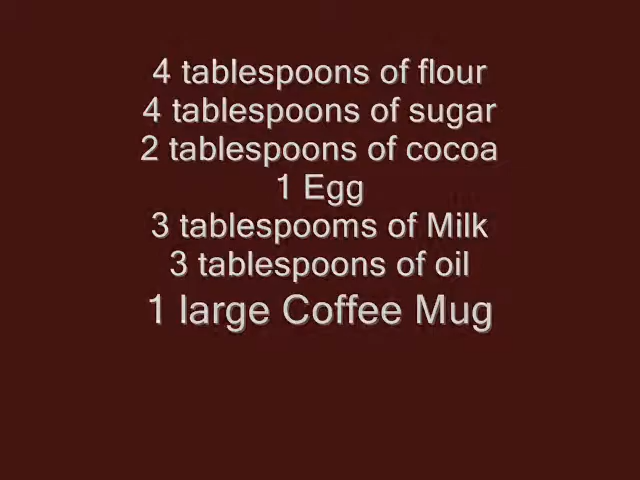 4 tablespoons of flour
4 tablespoons of sugar
2 tablespoons of cocoa
1 Egg
3 tablespooms of Milk
3 tablespoons of oil
1 large Coffee Mug